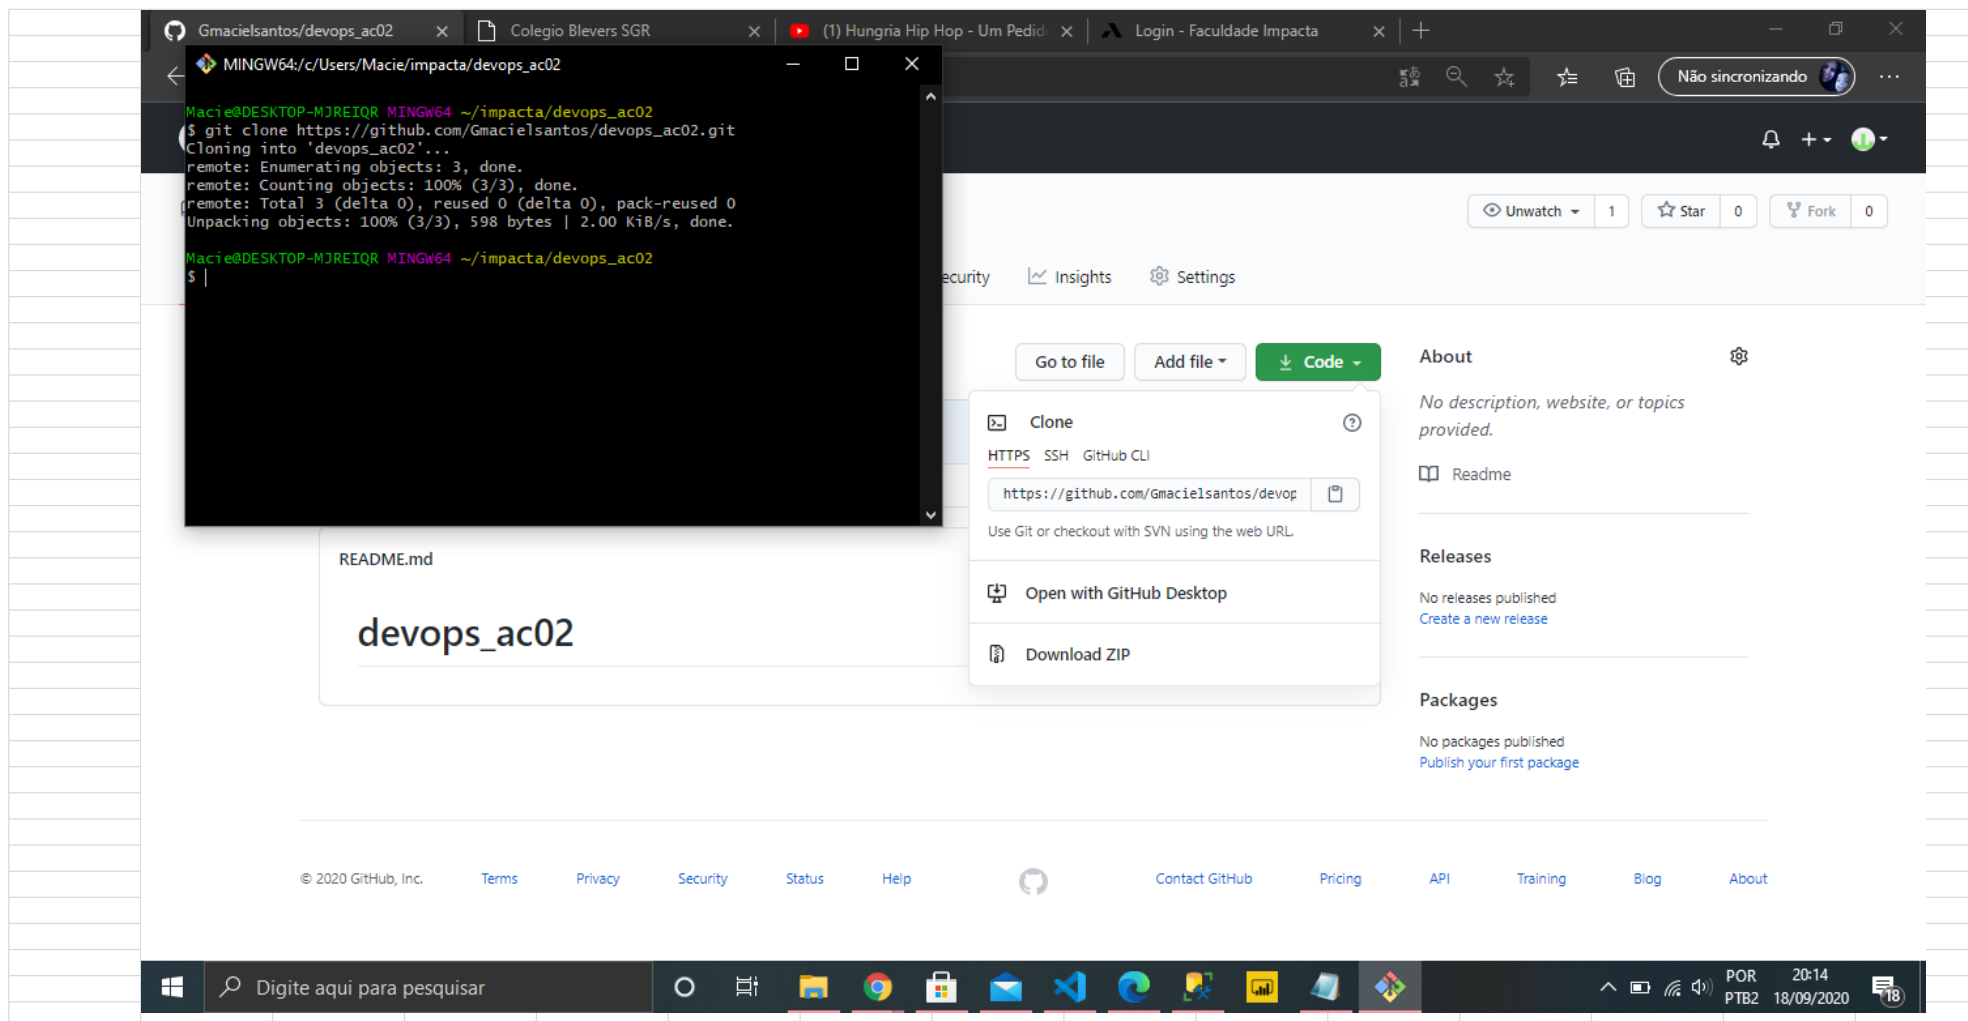 Gmacielsantos/devops_ac02
Colegio Blevers SGR
(1) Hungria Hip Hop - Um Pedid
Login - Faculdade Impacta
MINGW64:/c/Users/Macie/impacta/devops_ac02
Não sincronizando
Macie@DESKTOP-MJREIQR MINGW64 ~/impacta/devops_ac02
$ git clone https://github.com/Gmacielsantos/devops_ac02.git
Cloning into 'devops_ac02'...
remote: Enumerating objects: 3, done.
remote: Counting objects: 100% (3/3), done.
remote: Total 3 (delta 0), reused 0 (delta 0), pack-reused 0
Unpacking objects: 100% (3/3), 598 bytes | 2.00 KiB/s, done.
Macie@DESKTOP-MJREIQR MINGW64 ~/impacta/devops_ac02
$
Unwatch 1
Star 0
Fork 0
ecurity
Insights
Settings
Go to file
Add file
Code
Clone
HTTPS SSH GitHub CLI
https://github.com/Gmacielsantos/devop
Use Git or checkout with SVN using the web URL.
Open with GitHub Desktop
Download ZIP
README.md
devops_ac02
About
No description, website, or topics
provided.
Readme
Releases
No releases published
Create a new release
Packages
No packages published
Publish your first package
© 2020 GitHub, Inc.
Terms
Privacy
Security
Status
Help
Contact GitHub
Pricing
API
Training
Blog
About
Digite aqui para pesquisar
POR
PTB2
20:14
18/09/2020
18